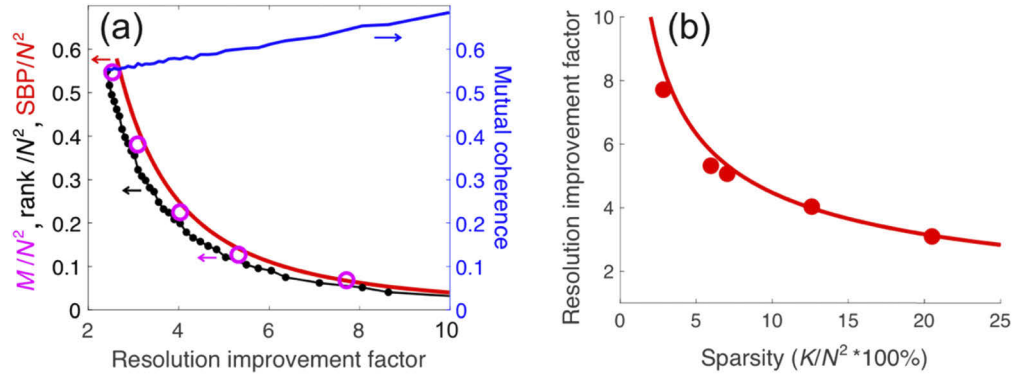 (a)
M/N², rank/N², SBP/N²
0.6
0.5
0.4
0.3
0.2
0.1
0
0.6
0.5
0.4
0.3
0.2
0.1
0
Mutual coherence
2 4 6 8 10
Resolution improvement factor
(b)
Resolution improvement factor
10
8
6
4
2
0 5 10 15 20 25
Sparsity (K/N² *100%)